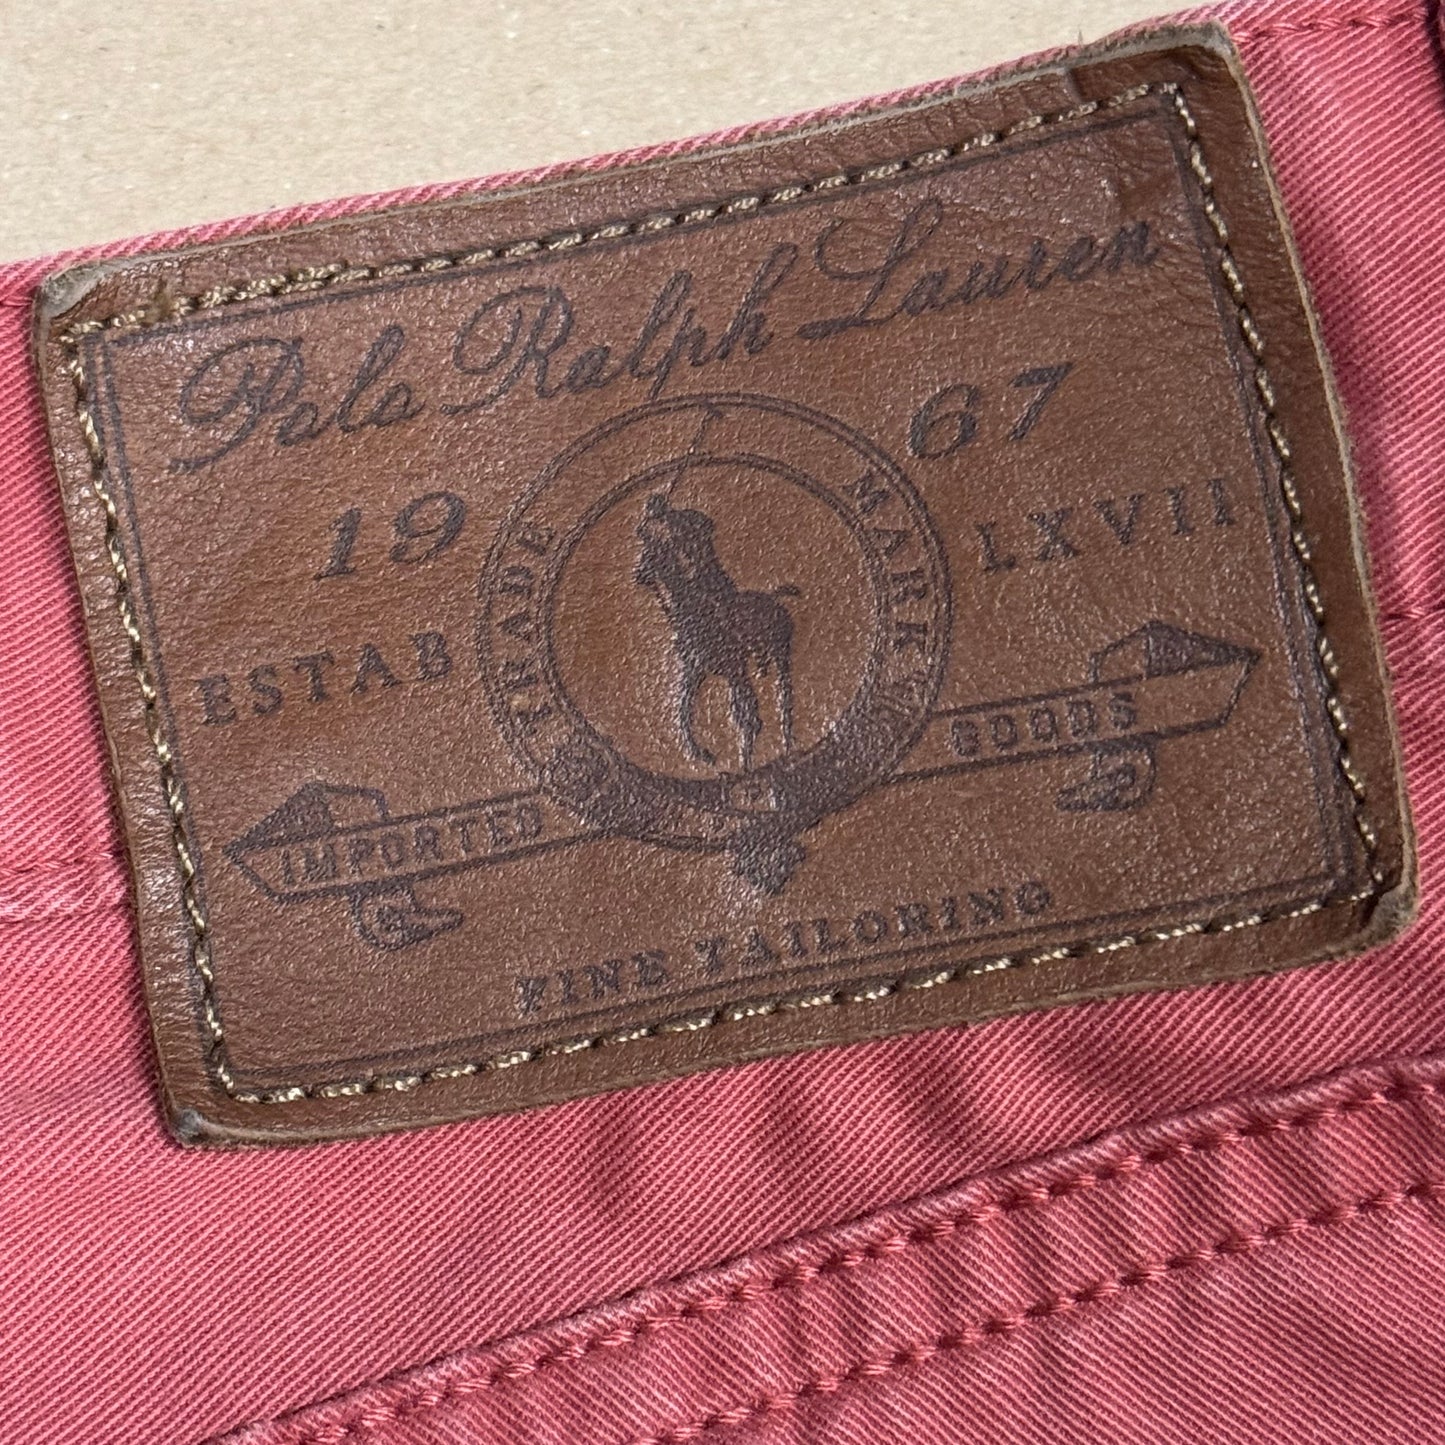 Polo Ralph Lauren
19 67
ESTAB LXVII
TRADE MARK
IMPORTED GOODS
FINE TAILORING